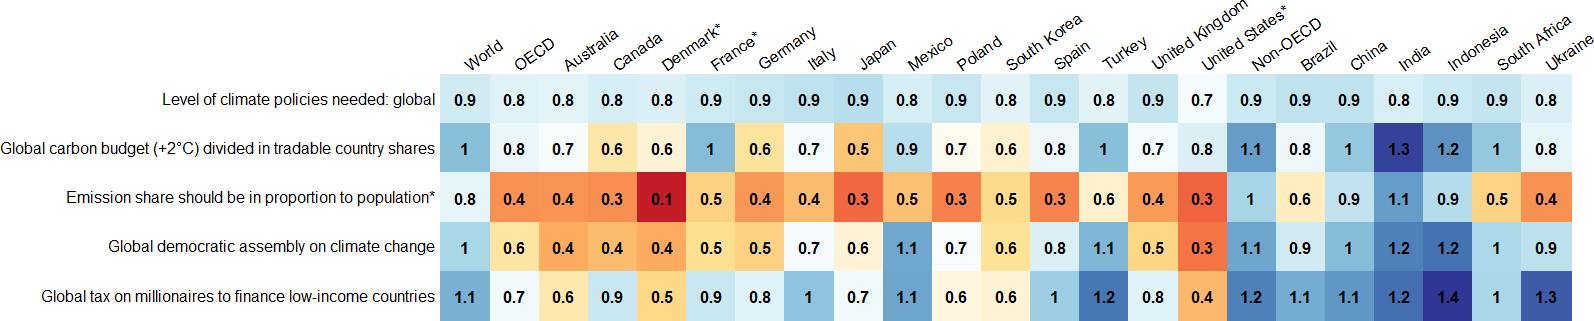 World OECD Australia Canada Denmark* France* Germany Italy Japan Mexico Poland South Korea Spain Turkey United Kingdom United States* Non-OECD Brazil China India Indonesia South Africa Ukraine
Level of climate policies needed: global 0.9 0.8 0.8 0.8 0.8 0.9 0.9 0.9 0.9 0.8 0.9 0.8 0.9 0.8 0.9 0.7 0.9 0.9 0.9 0.8 0.9 0.9 0.8
Global carbon budget (+2°C) divided in tradable country shares 1 0.8 0.7 0.6 0.6 1 0.6 0.7 0.5 0.9 0.7 0.6 0.8 1 0.7 0.8 1.1 0.8 1 1.3 1.2 1 0.8
Emission share should be in proportion to population* 0.8 0.4 0.4 0.3 0.1 0.5 0.4 0.4 0.3 0.5 0.3 0.5 0.3 0.6 0.4 0.3 1 0.6 0.9 1.1 0.9 0.5 0.4
Global democratic assembly on climate change 1 0.6 0.4 0.4 0.4 0.5 0.5 0.7 0.6 1.1 0.7 0.6 0.8 1.1 0.5 0.3 1.1 0.9 1 1.2 1.2 1 0.9
Global tax on millionaires to finance low-income countries 1.1 0.7 0.6 0.9 0.5 0.9 0.8 1 0.7 1.1 0.6 0.6 1 1.2 0.8 0.4 1.2 1.1 1.1 1.2 1.4 1 1.3